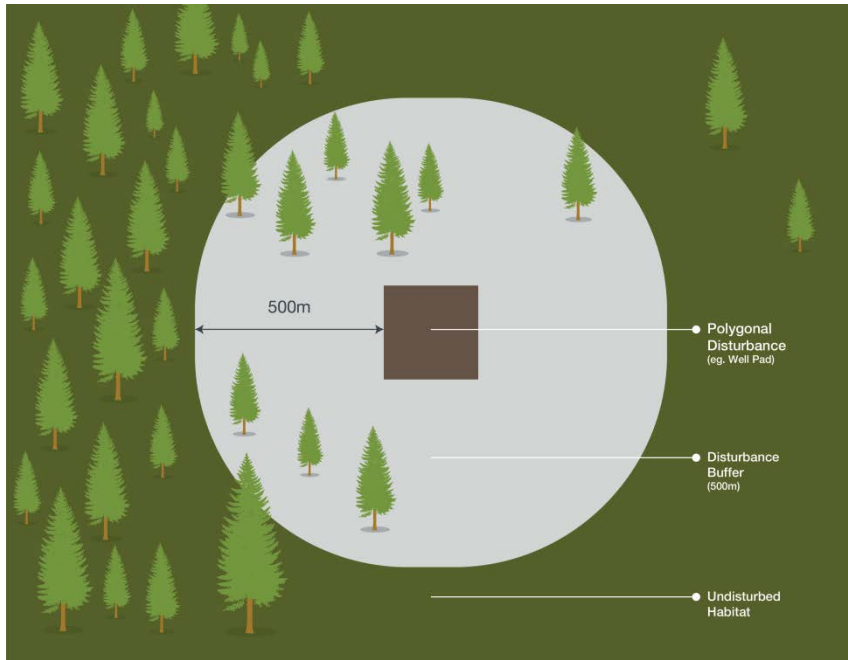 500m
Polygonal
Disturbance
(eg. Well Pad)
Disturbance
Buffer
(500m)
Undisturbed
Habitat